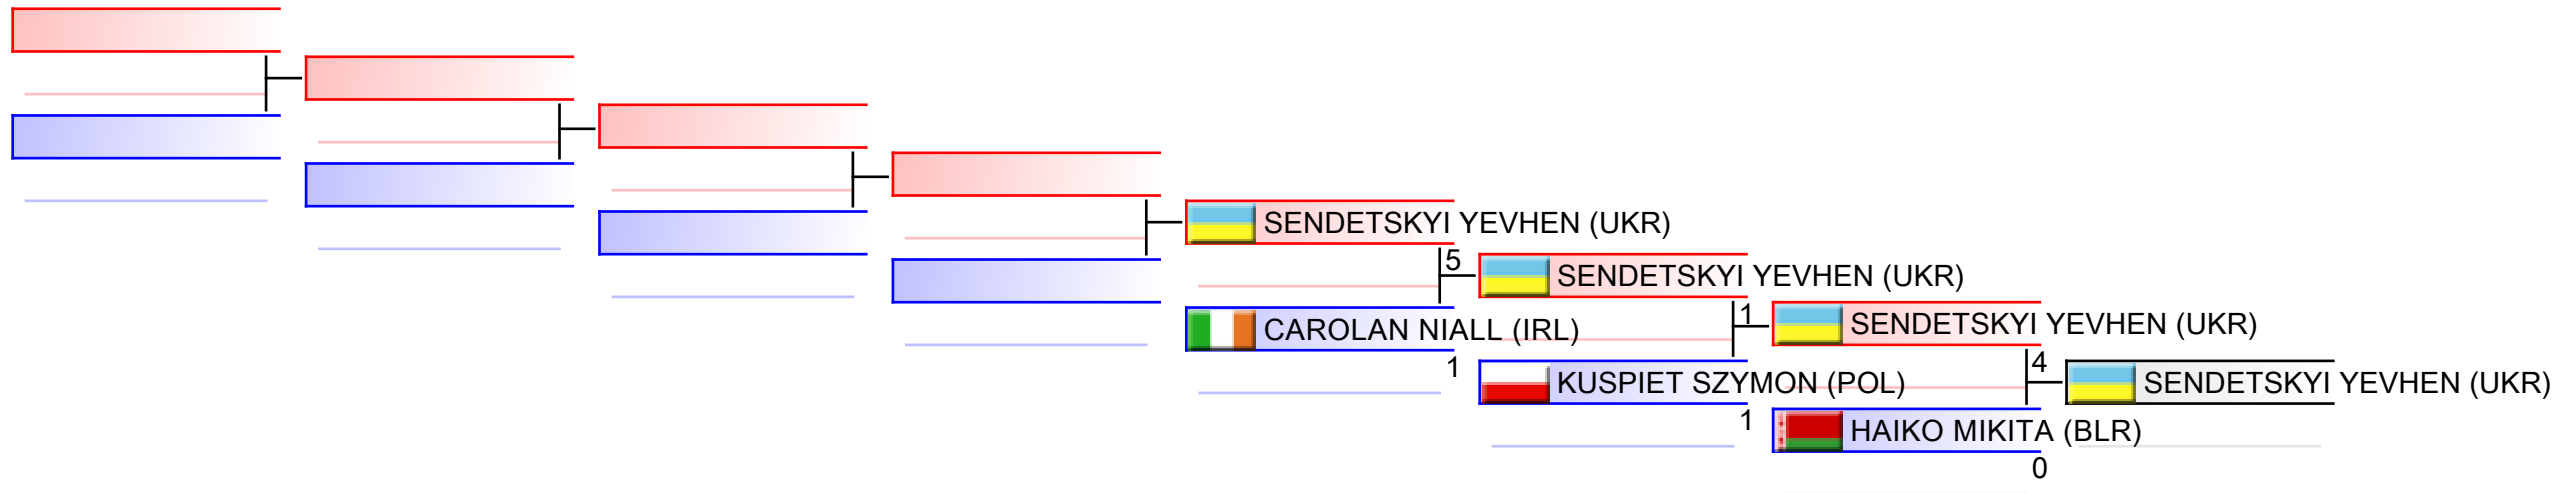 SENDETSKYI YEVHEN (UKR)
5
SENDETSKYI YEVHEN (UKR)
CAROLAN NIALL (IRL)
1
1
SENDETSKYI YEVHEN (UKR)
KUSPIET SZYMON (POL)
1
4
SENDETSKYI YEVHEN (UKR)
HAIKO MIKITA (BLR)
0